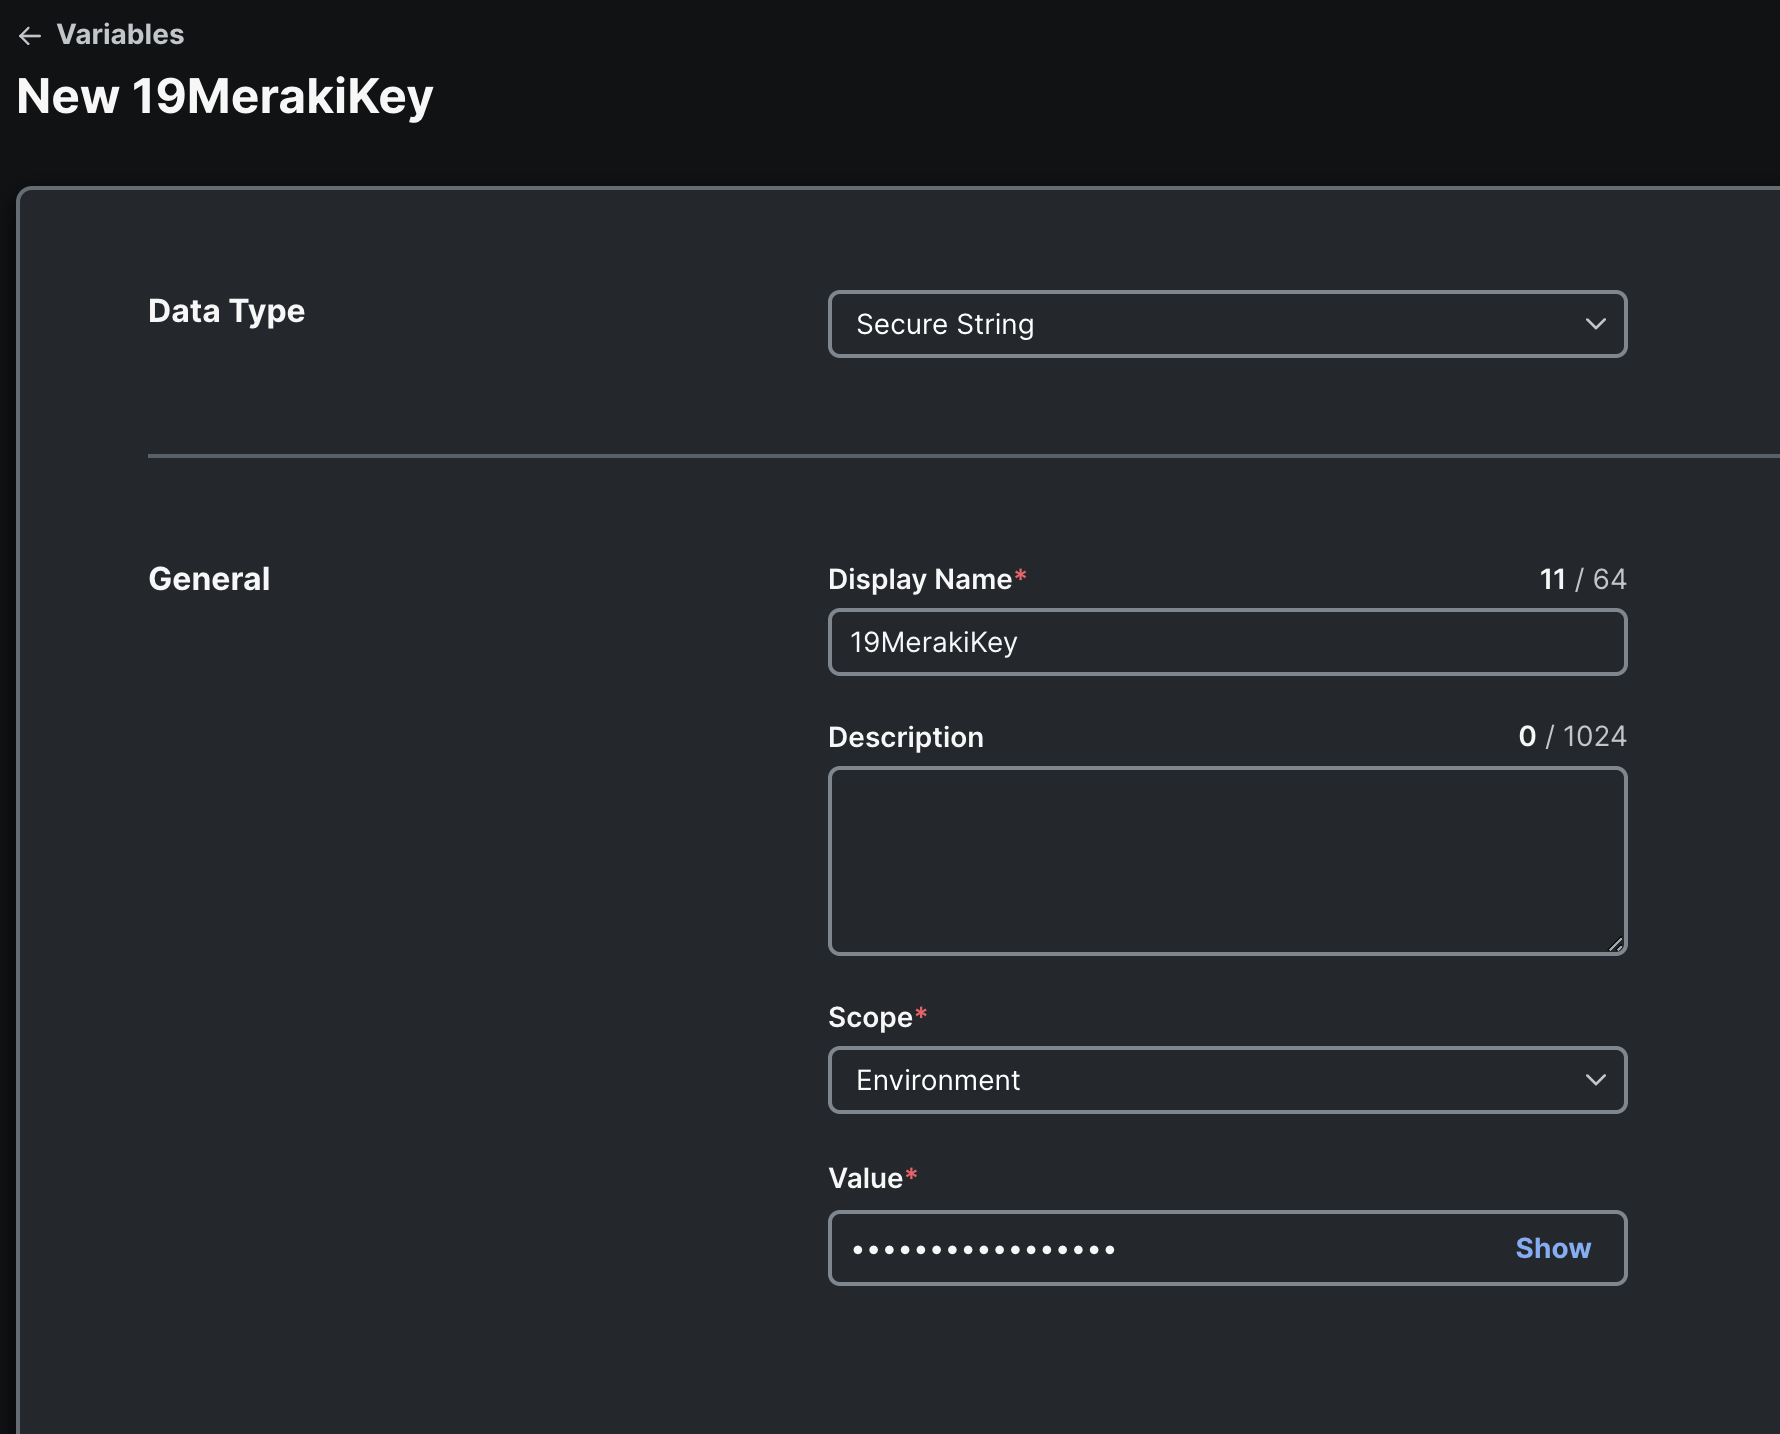 ← Variables
New 19MerakiKey
Data Type
Secure String
General
Display Name*
11 / 64
19MerakiKey
Description
0 / 1024
Scope*
Environment
Value*
•••••••••••••••••
Show